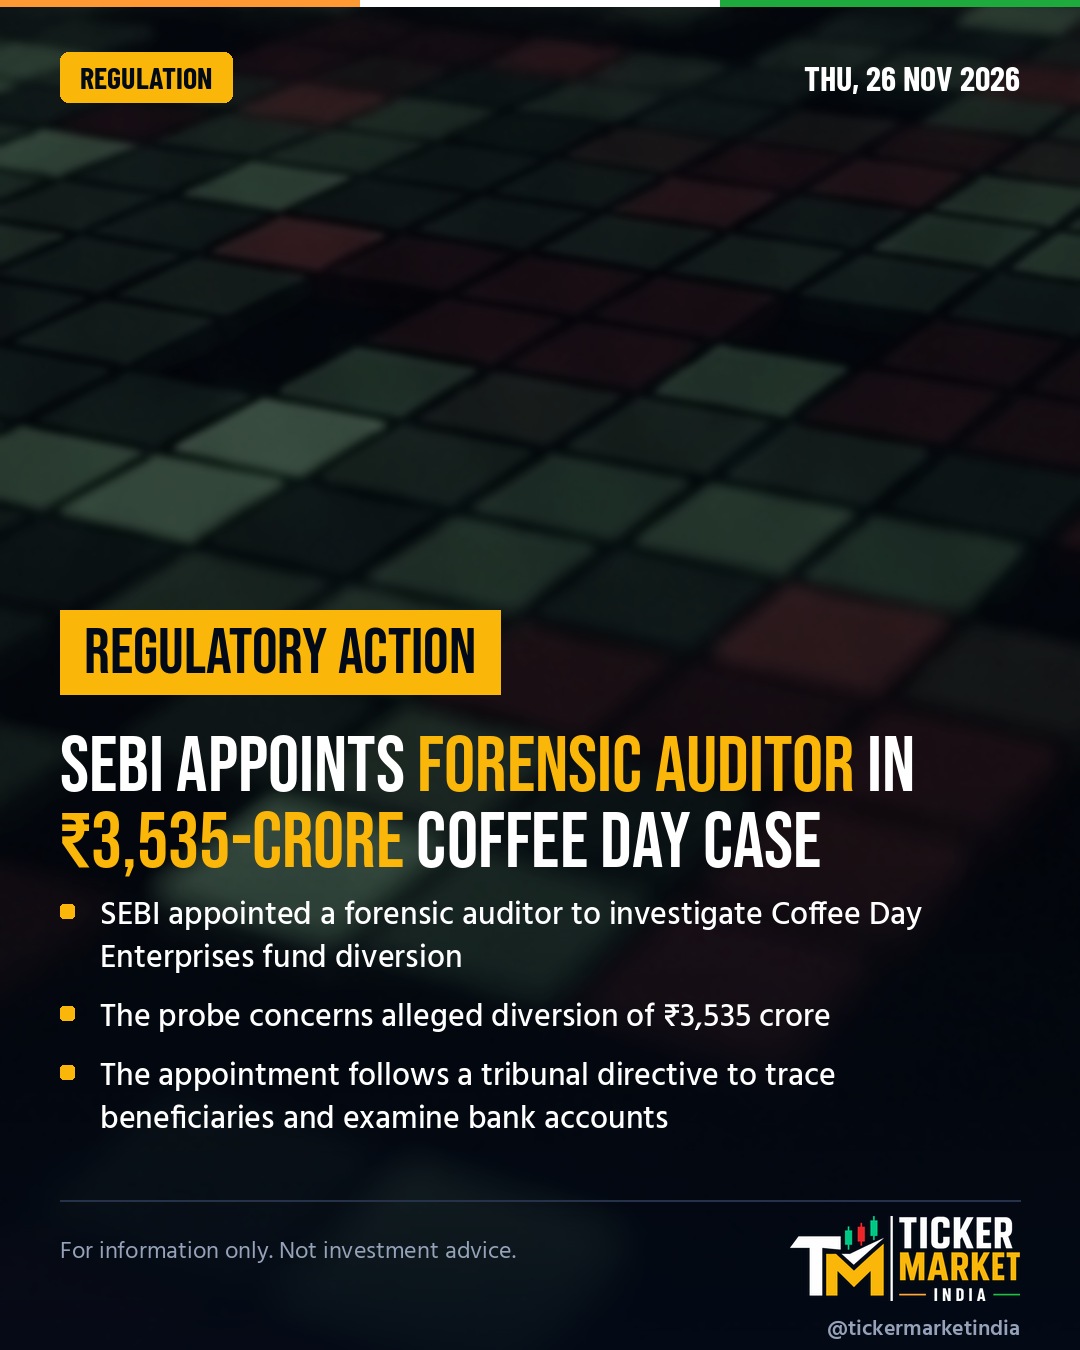 REGULATION
THU, 26 NOV 2026
REGULATORY ACTION
SEBI APPOINTS FORENSIC AUDITOR IN
₹3,535-CRORE COFFEE DAY CASE
SEBI appointed a forensic auditor to investigate Coffee Day
Enterprises fund diversion
The probe concerns alleged diversion of ₹3,535 crore
The appointment follows a tribunal directive to trace
beneficiaries and examine bank accounts
For information only. Not investment advice.
TM
TICKER
MARKET
INDIA
@tickermarketindia